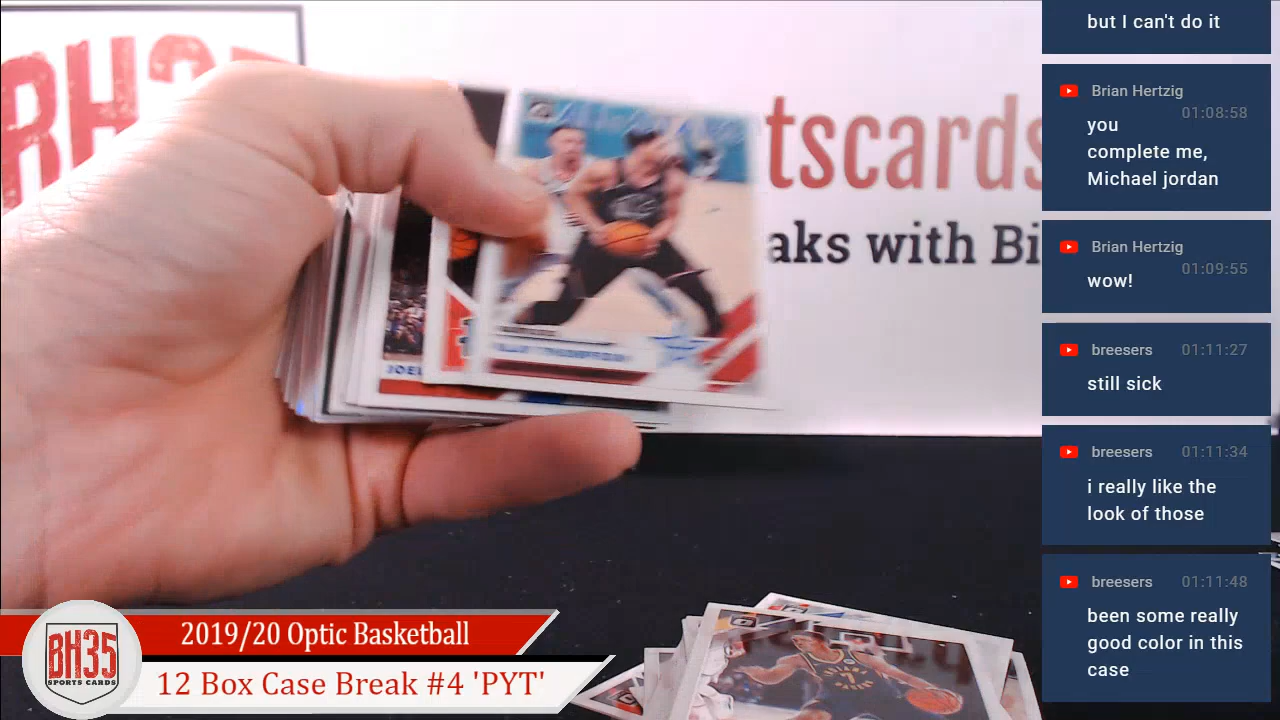 BH35
tscards
aks with Bi
JOEL
7
2019/20 Optic Basketball
12 Box Case Break #4 'PYT'
BH35
SPORTS CARDS
but I can't do it
Brian Hertzig
01:08:58
you
complete me,
Michael jordan
Brian Hertzig
01:09:55
wow!
breesers 01:11:27
still sick
breesers 01:11:34
i really like the
look of those
breesers 01:11:48
been some really
good color in this
case